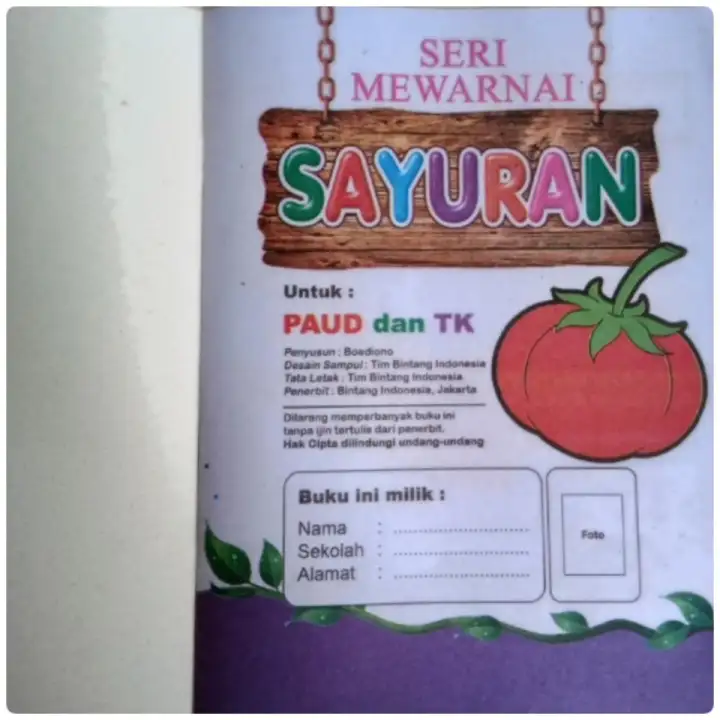 SERI
MEWARNAI
SAYURAN
Untuk :
PAUD dan TK
Penyusun : Boediono
Desain Sampul : Tim Bintang Indonesia
Tata Letak : Tim Bintang Indonesia
Penerbit : Bintang Indonesia, Jakarta
Dilarang memperbanyak buku ini
tanpa ijin tertulis dari penerbit.
Hak Cipta dilindungi undang-undang
Buku ini milik :
Nama : ..............................
Sekolah : ..............................
Alamat : ..............................
Foto